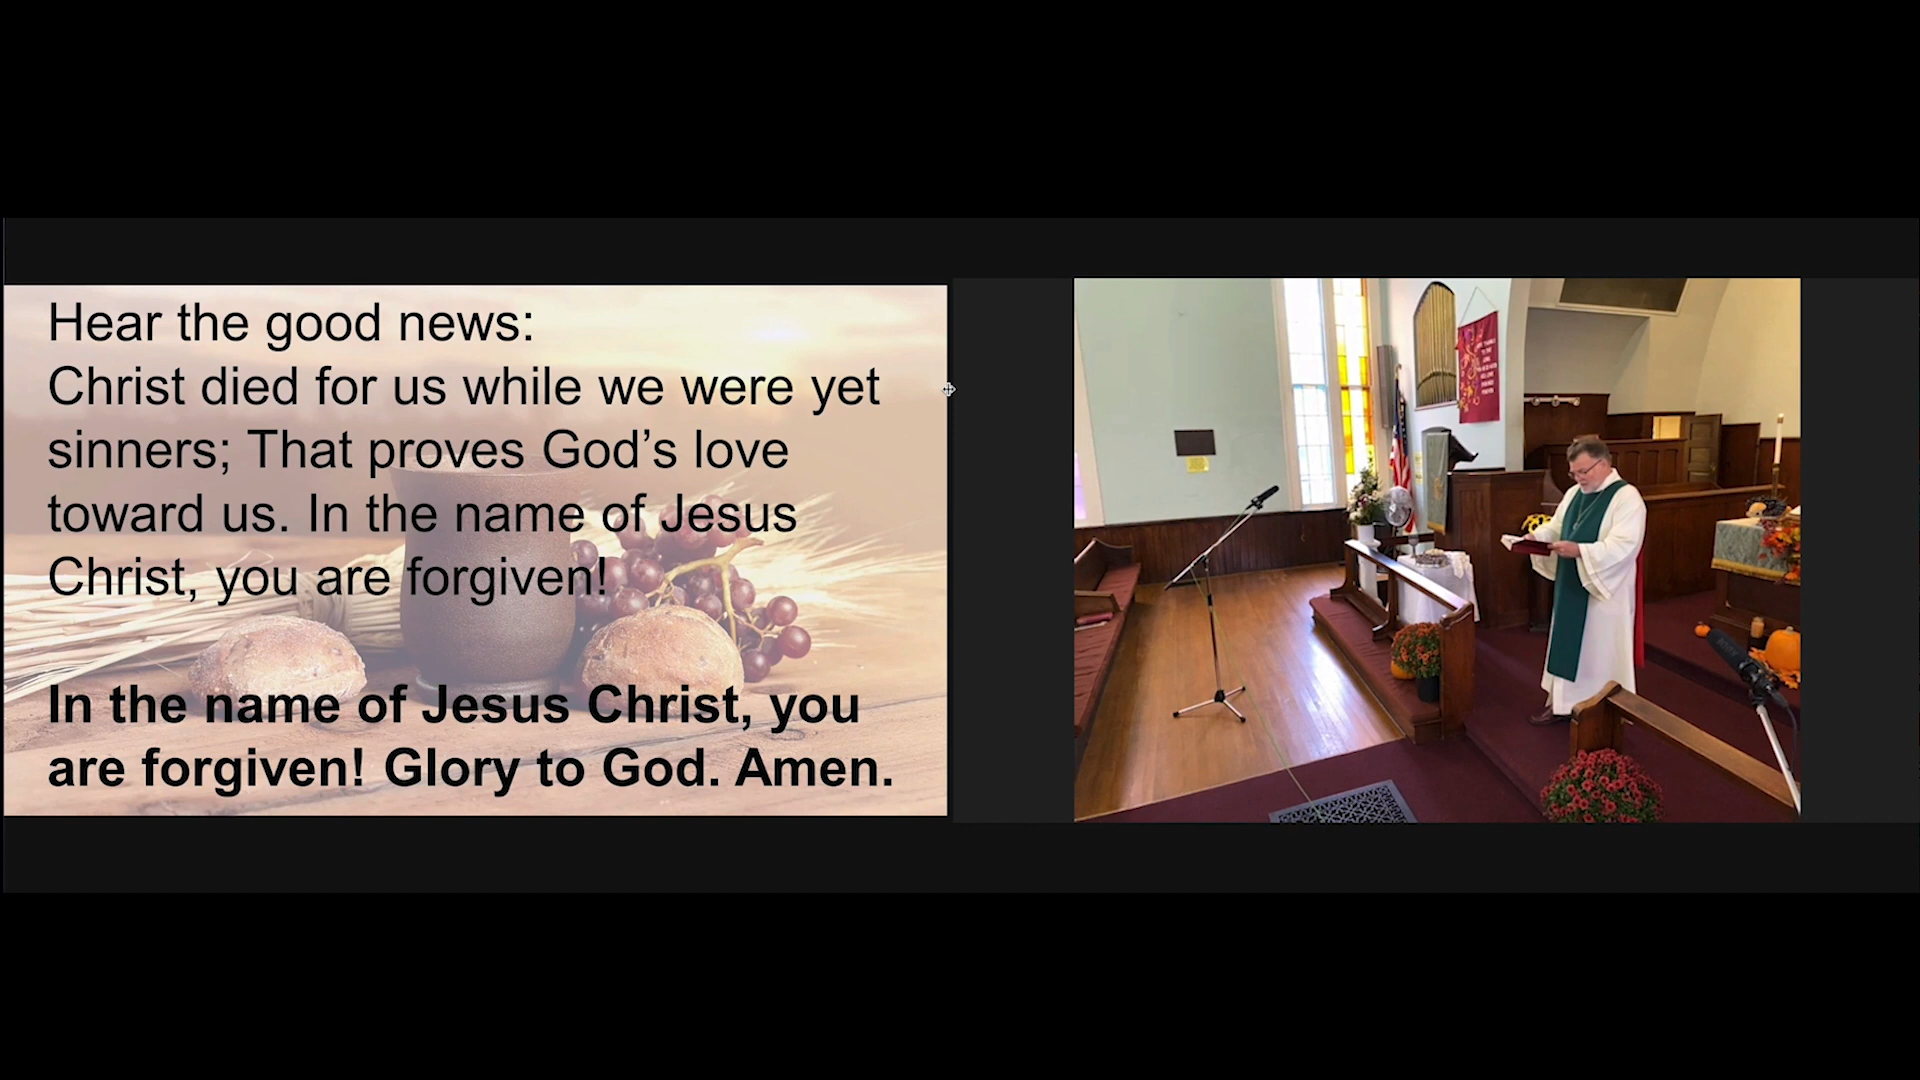 Hear the good news:
Christ died for us while we were yet
sinners; That proves God’s love
toward us. In the name of Jesus
Christ, you are forgiven!
In the name of Jesus Christ, you
are forgiven! Glory to God. Amen.